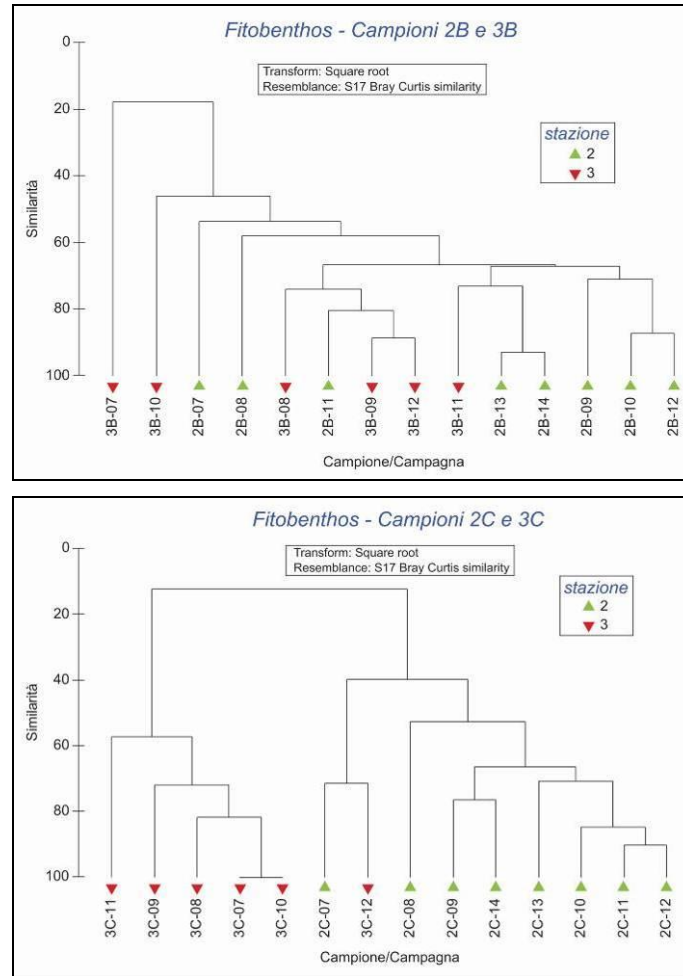 Fitobenthos - Campioni 2B e 3B
Transform: Square root
Resemblance: S17 Bray Curtis similarity
stazione
2
3
Similarità
0
20
40
60
80
100
3B-07
3B-10
2B-07
2B-08
3B-08
2B-11
3B-09
3B-12
3B-11
2B-13
2B-14
2B-09
2B-10
2B-12
Campione/Campagna
Fitobenthos - Campioni 2C e 3C
Transform: Square root
Resemblance: S17 Bray Curtis similarity
stazione
2
3
Similarità
0
20
40
60
80
100
3C-11
3C-09
3C-08
3C-07
3C-10
2C-07
3C-12
2C-08
2C-09
2C-14
2C-13
2C-10
2C-11
2C-12
Campione/Campagna